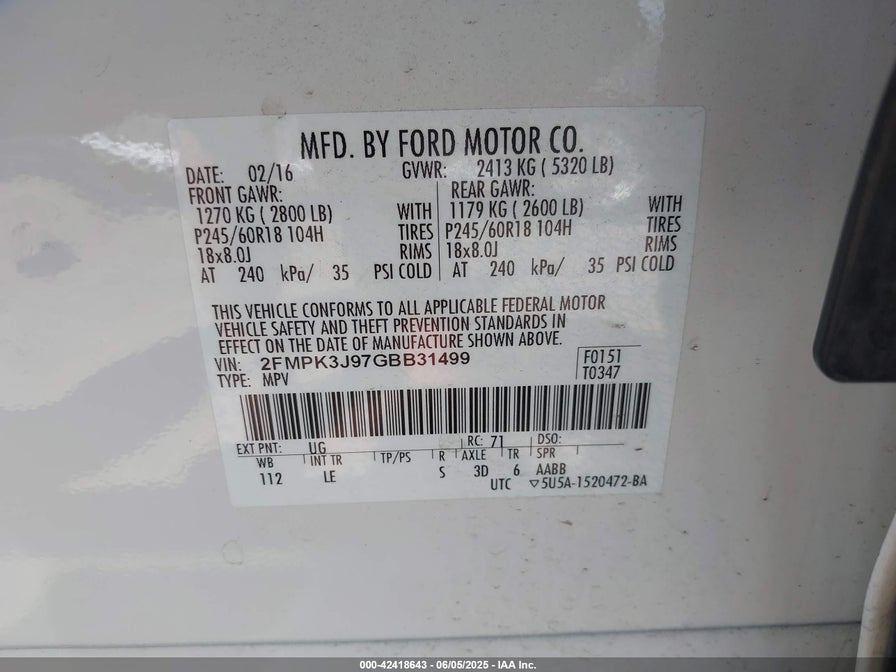 MFD. BY FORD MOTOR CO.
DATE: 02/16 GVWR: 2413 KG ( 5320 LB)
FRONT GAWR: REAR GAWR:
1270 KG ( 2800 LB) WITH 1179 KG ( 2600 LB) WITH
P245/60R18 104H TIRES P245/60R18 104H TIRES
18x8.0J RIMS 18x8.0J RIMS
AT 240 kPa/ 35 PSI COLD AT 240 kPa/ 35 PSI COLD
THIS VEHICLE CONFORMS TO ALL APPLICABLE FEDERAL MOTOR
VEHICLE SAFETY AND THEFT PREVENTION STANDARDS IN
EFFECT ON THE DATE OF MANUFACTURE SHOWN ABOVE.
VIN: 2FMPK3J97GBB31499 F0151
TYPE: MPV T0347
EXT PNT: UG RC: 71 DSO:
WB INT TR TP/PS R AXLE TR SPR
112 LE S 3D 6 AABB
UTC ▽5U5A-1520472-BA
000-42418643 - 06/05/2025 - IAA Inc.